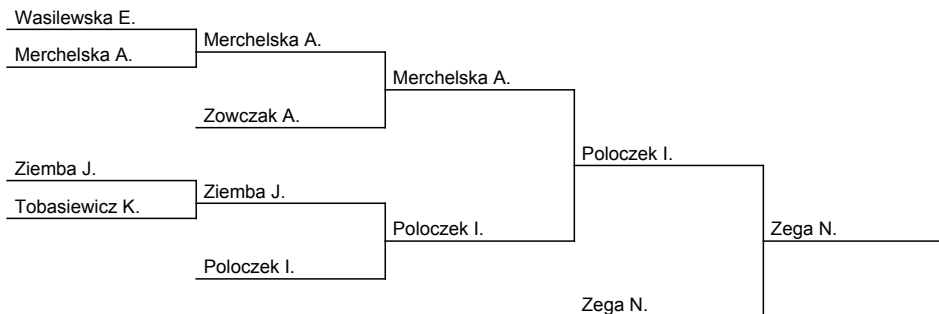 Wasilewska E.
Merchelska A.
Merchelska A.
Merchelska A.
Zowczak A.
Poloczek I.
Ziemba J.
Ziemba J.
Tobasiewicz K.
Poloczek I.
Zega N.
Poloczek I.
Zega N.